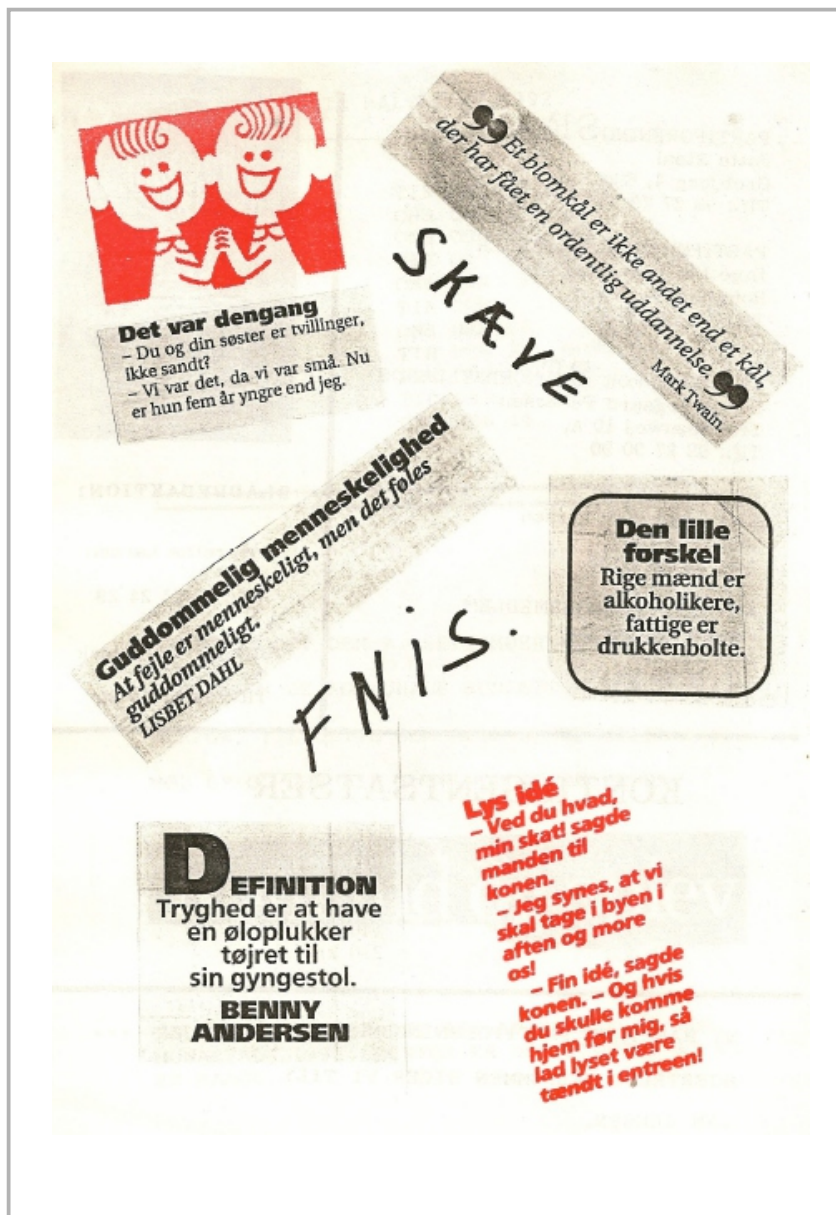 Det var dengang
– Du og din søster er tvillinger,
ikke sandt?
– Vi var det, da vi var små. Nu
er hun fem år yngre end jeg.
Et blomkål er ikke andet end et kål,
der har fået en ordentlig uddannelse.
Mark Twain.
SKÆVE
Guddommelig menneskelighed
At fejle er menneskeligt, men det føles
guddommeligt.
LISBET DAHL
Den lille
forskel
Rige mænd er
alkoholikere,
fattige er
drukkenbolte.
FNIS.
DEFINITION
Tryghed er at have
en øloplukker
tøjret til
sin gyngestol.
BENNY
ANDERSEN
Lys idé
– Ved du hvad,
min skat! sagde
manden til
konen.
– Jeg synes, at vi
skal tage i byen i
aften og more
os!
– Fin idé, sagde
konen. – Og hvis
du skulle komme
hjem før mig, så
lad lyset være
tændt i entreen!
KONTINGENTSATSER